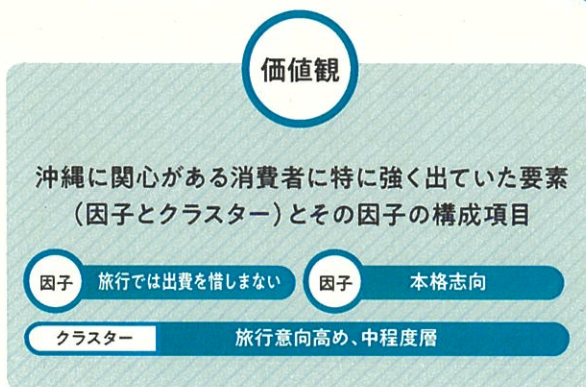 価値観
沖縄に関心がある消費者に特に強く出ていた要素
（因子とクラスター）とその因子の構成項目
因子 旅行では出費を惜しまない 因子 本格志向
クラスター 旅行意向高め、中程度層